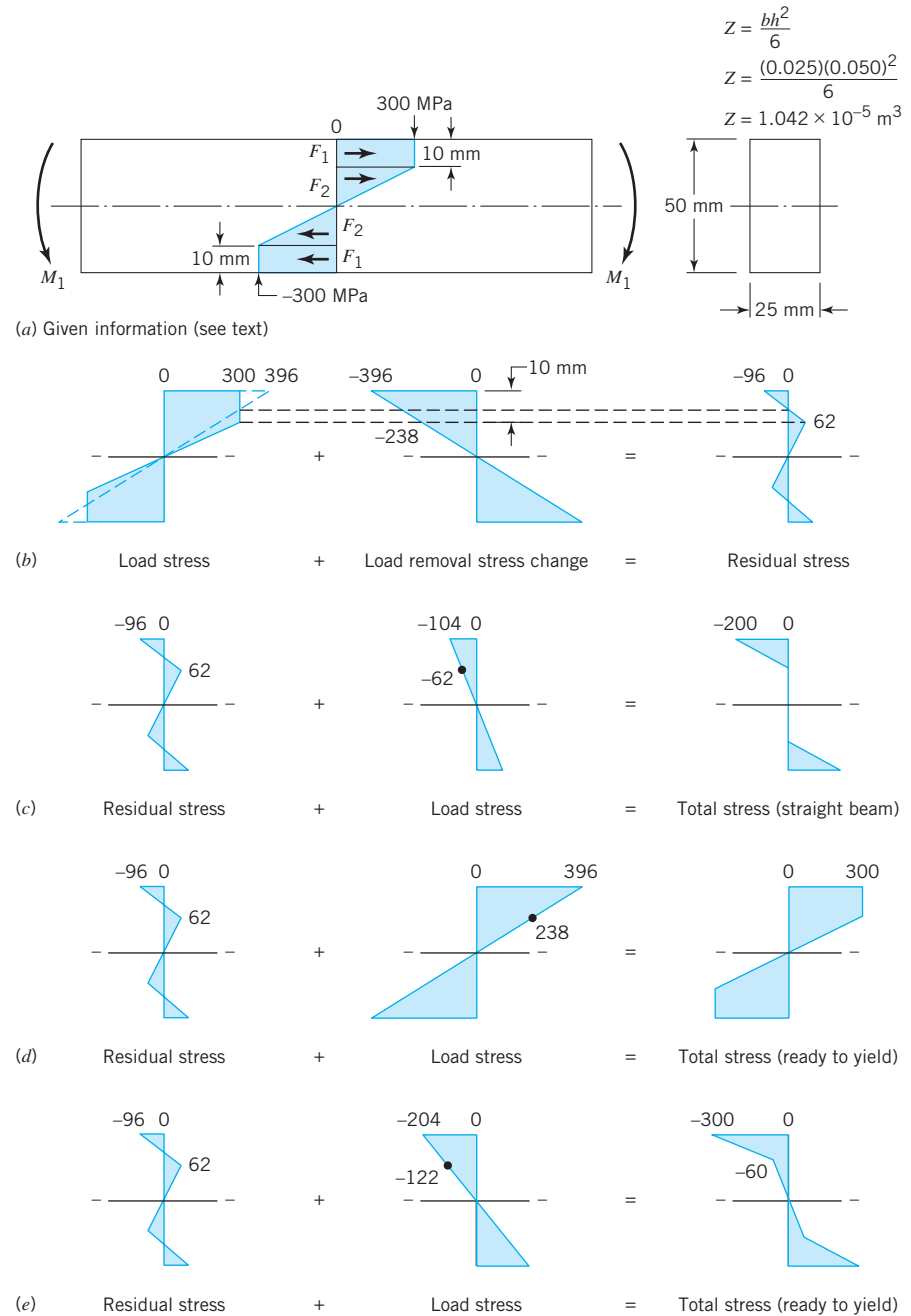 Z = bh²/6
Z = (0.025)(0.050)²/6
Z = 1.042 × 10⁻⁵ m³
300 MPa
0
F₁
10 mm
F₂
F₂
50 mm
10 mm
F₁
M₁
M₁
–300 MPa
25 mm
(a) Given information (see text)
0 300 396
–396 0
10 mm
–96 0
–238
62
– – + – – = – –
(b) Load stress + Load removal stress change = Residual stress
–96 0
–104 0
–200 0
62
–62
– – + – – = – –
(c) Residual stress + Load stress = Total stress (straight beam)
–96 0
0 396
0 300
62
238
– – + – – = – –
(d) Residual stress + Load stress = Total stress (ready to yield)
–96 0
–204 0
–300 0
62
–122
–60
– – + – – = – –
(e) Residual stress + Load stress = Total stress (ready to yield)